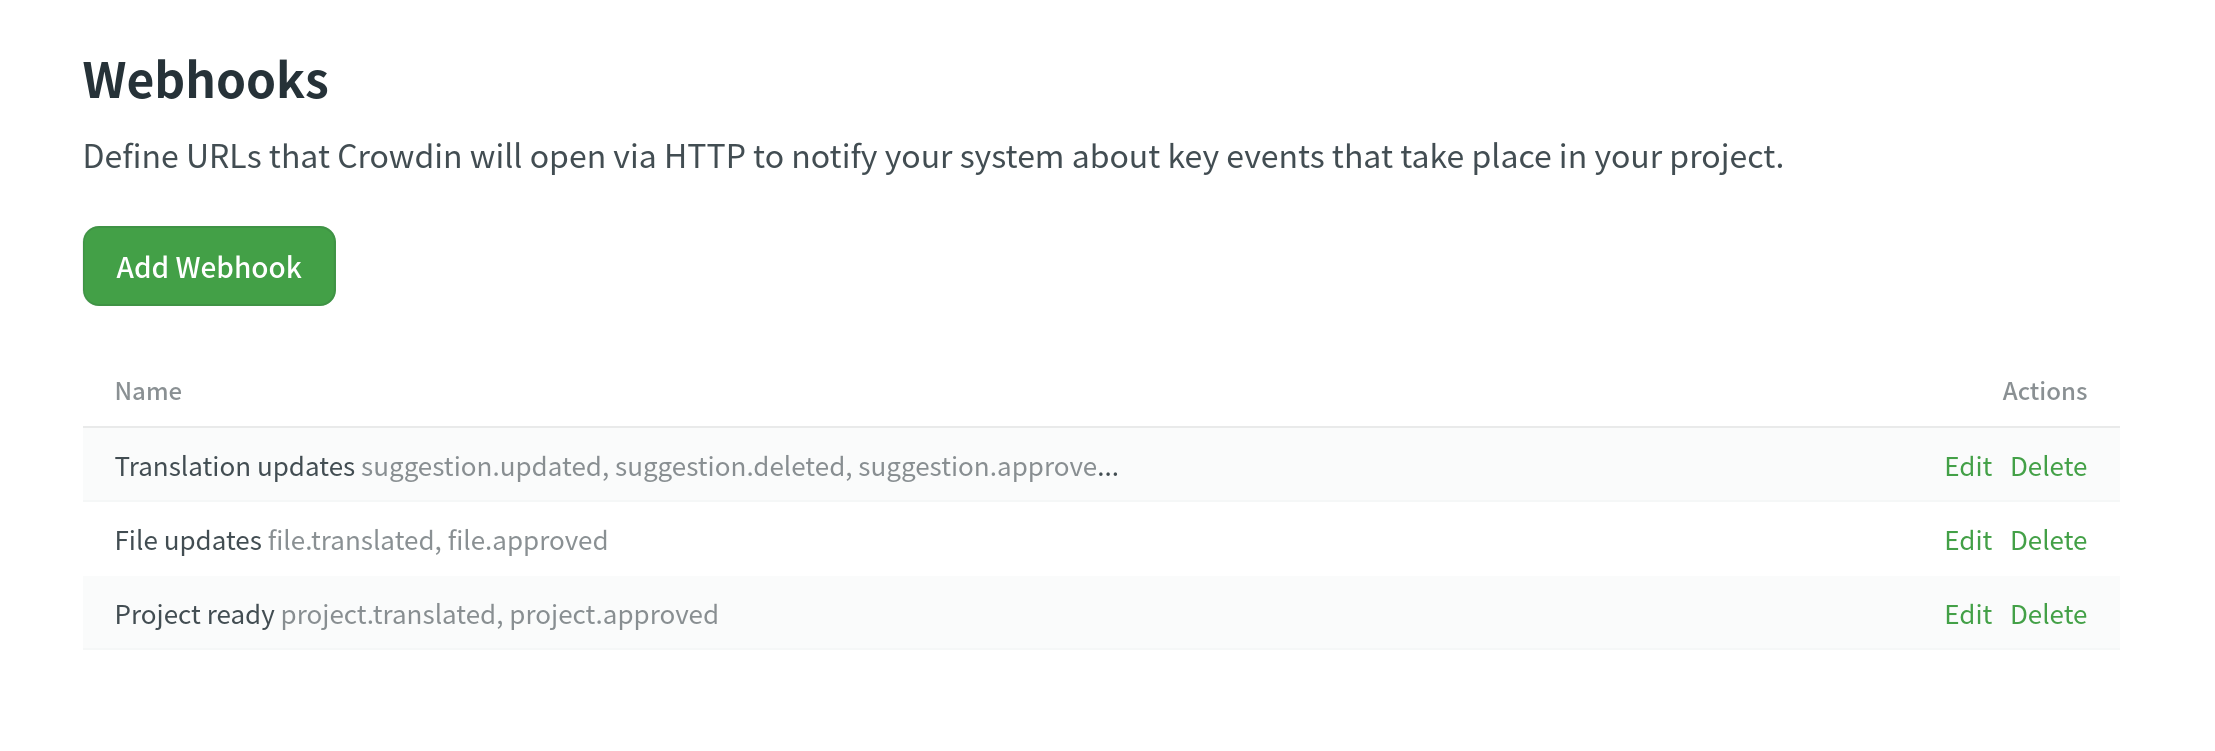 Webhooks
Define URLs that Crowdin will open via HTTP to notify your system about key events that take place in your project.
Add Webhook
Name Actions
Translation updates suggestion.updated, suggestion.deleted, suggestion.approve... Edit Delete
File updates file.translated, file.approved Edit Delete
Project ready project.translated, project.approved Edit Delete